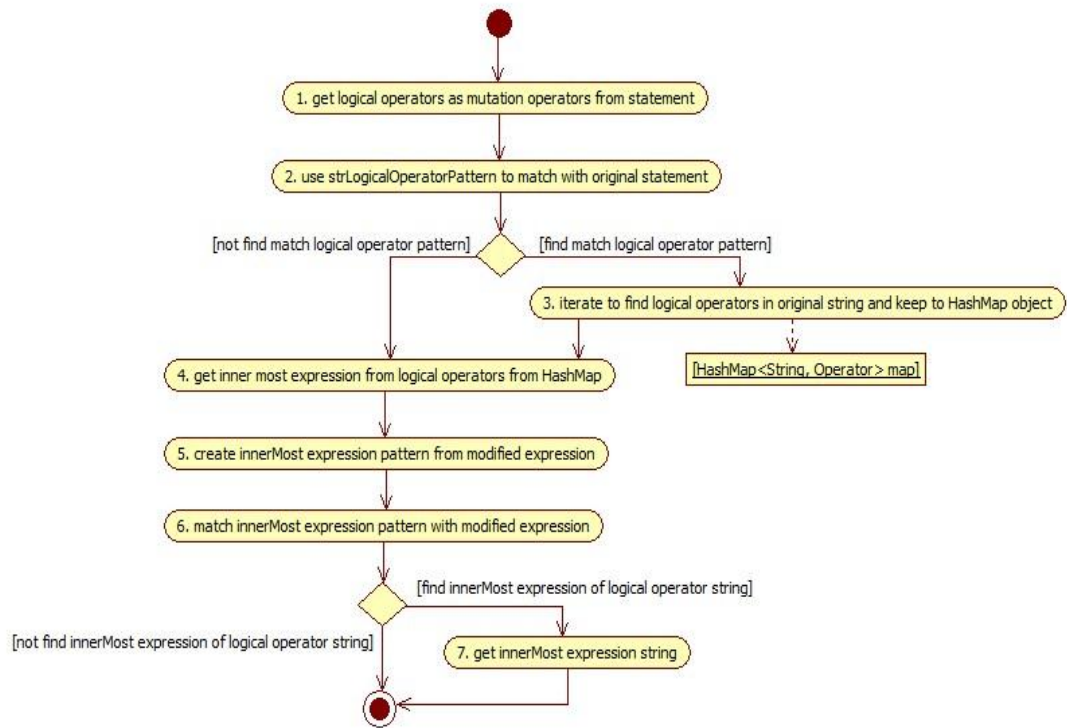 1. get logical operators as mutation operators from statement
2. use strLogicalOperatorPattern to match with original statement
[not find match logical operator pattern]
[find match logical operator pattern]
3. iterate to find logical operators in original string and keep to HashMap object
4. get inner most expression from logical operators from HashMap
[HashMap<String, Operator> map]
5. create innerMost expression pattern from modified expression
6. match innerMost expression pattern with modified expression
[find innerMost expression of logical operator string]
[not find innerMost expression of logical operator string]
7. get innerMost expression string